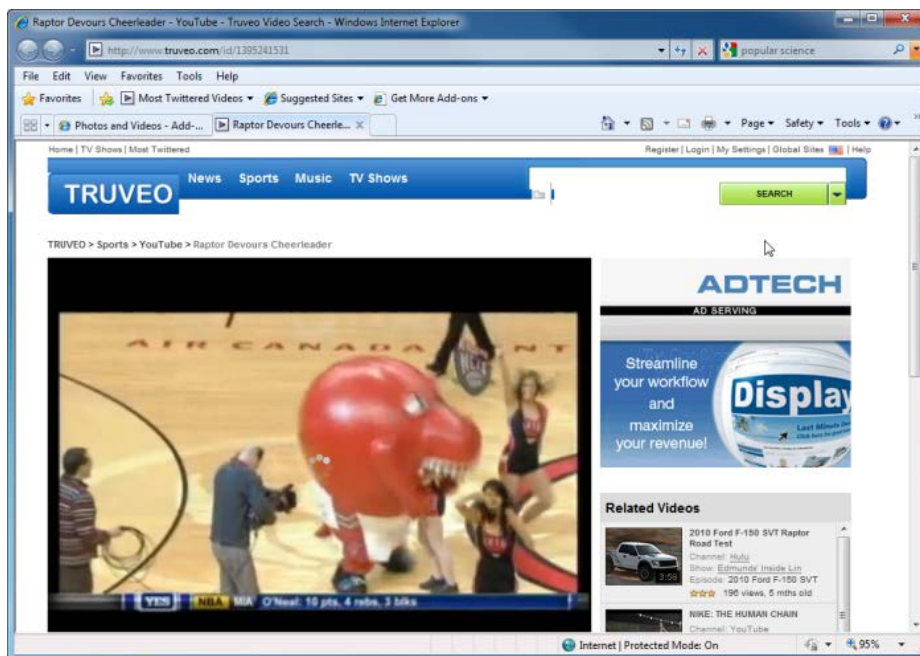 Raptor Devours Cheerleader - YouTube - Truveo Video Search - Windows Internet Explorer
http://www.truveo.com/id/1395241531
popular science
File Edit View Favorites Tools Help
Favorites Most Twittered Videos Suggested Sites Get More Add-ons
Photos and Videos - Add-... Raptor Devours Cheerle... Page Safety Tools
Home | TV Shows | Most Twittered Register | Login | My Settings | Global Sites | Help
TRUVEO News Sports Music TV Shows
SEARCH
TRUVEO > Sports > YouTube > Raptor Devours Cheerleader
ADTECH
AD SERVING
AIR CANADA
NETS
Streamline
your workflow
and
maximize
your revenue!
Display
Last Minute
YES NBA MIA O'Neal: 10 pts, 4 rebs, 3 blks
Related Videos
2010 Ford F-150 SVT Raptor
Road Test
Channel: Hulu
Show: Edmunds' Inside Lin
Episode: 2010 Ford F-150 SVT
3:56
196 views, 5 mths old
NIKE: THE HUMAN CHAIN
Channel: YouTube
Internet | Protected Mode: On 95%